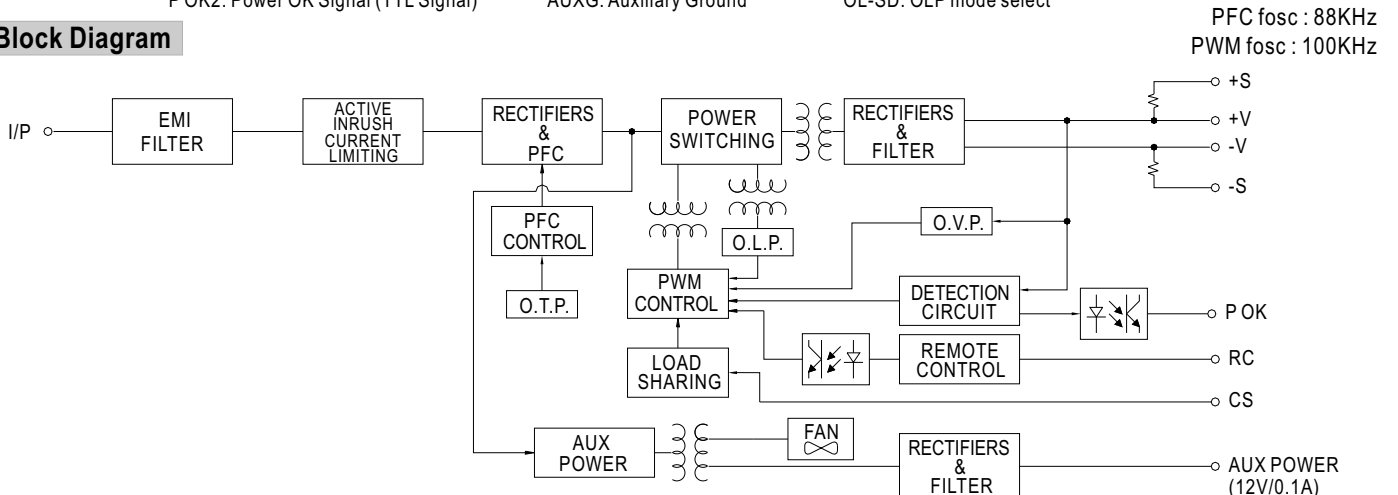 P OK2: Power OK Signal (TTL Signal) AUXG: Auxiliary Ground OL-SD: OLP mode select
PFC fosc : 88KHz
Block Diagram
PWM fosc : 100KHz
I/P
EMI
FILTER
ACTIVE
INRUSH
CURRENT
LIMITING
RECTIFIERS
&
PFC
POWER
SWITCHING
RECTIFIERS
&
FILTER
+S
+V
-V
-S
PFC
CONTROL
O.L.P.
O.V.P.
O.T.P.
PWM
CONTROL
DETECTION
CIRCUIT
P OK
LOAD
SHARING
REMOTE
CONTROL
RC
CS
AUX
POWER
FAN
RECTIFIERS
&
FILTER
AUX POWER
(12V/0.1A)